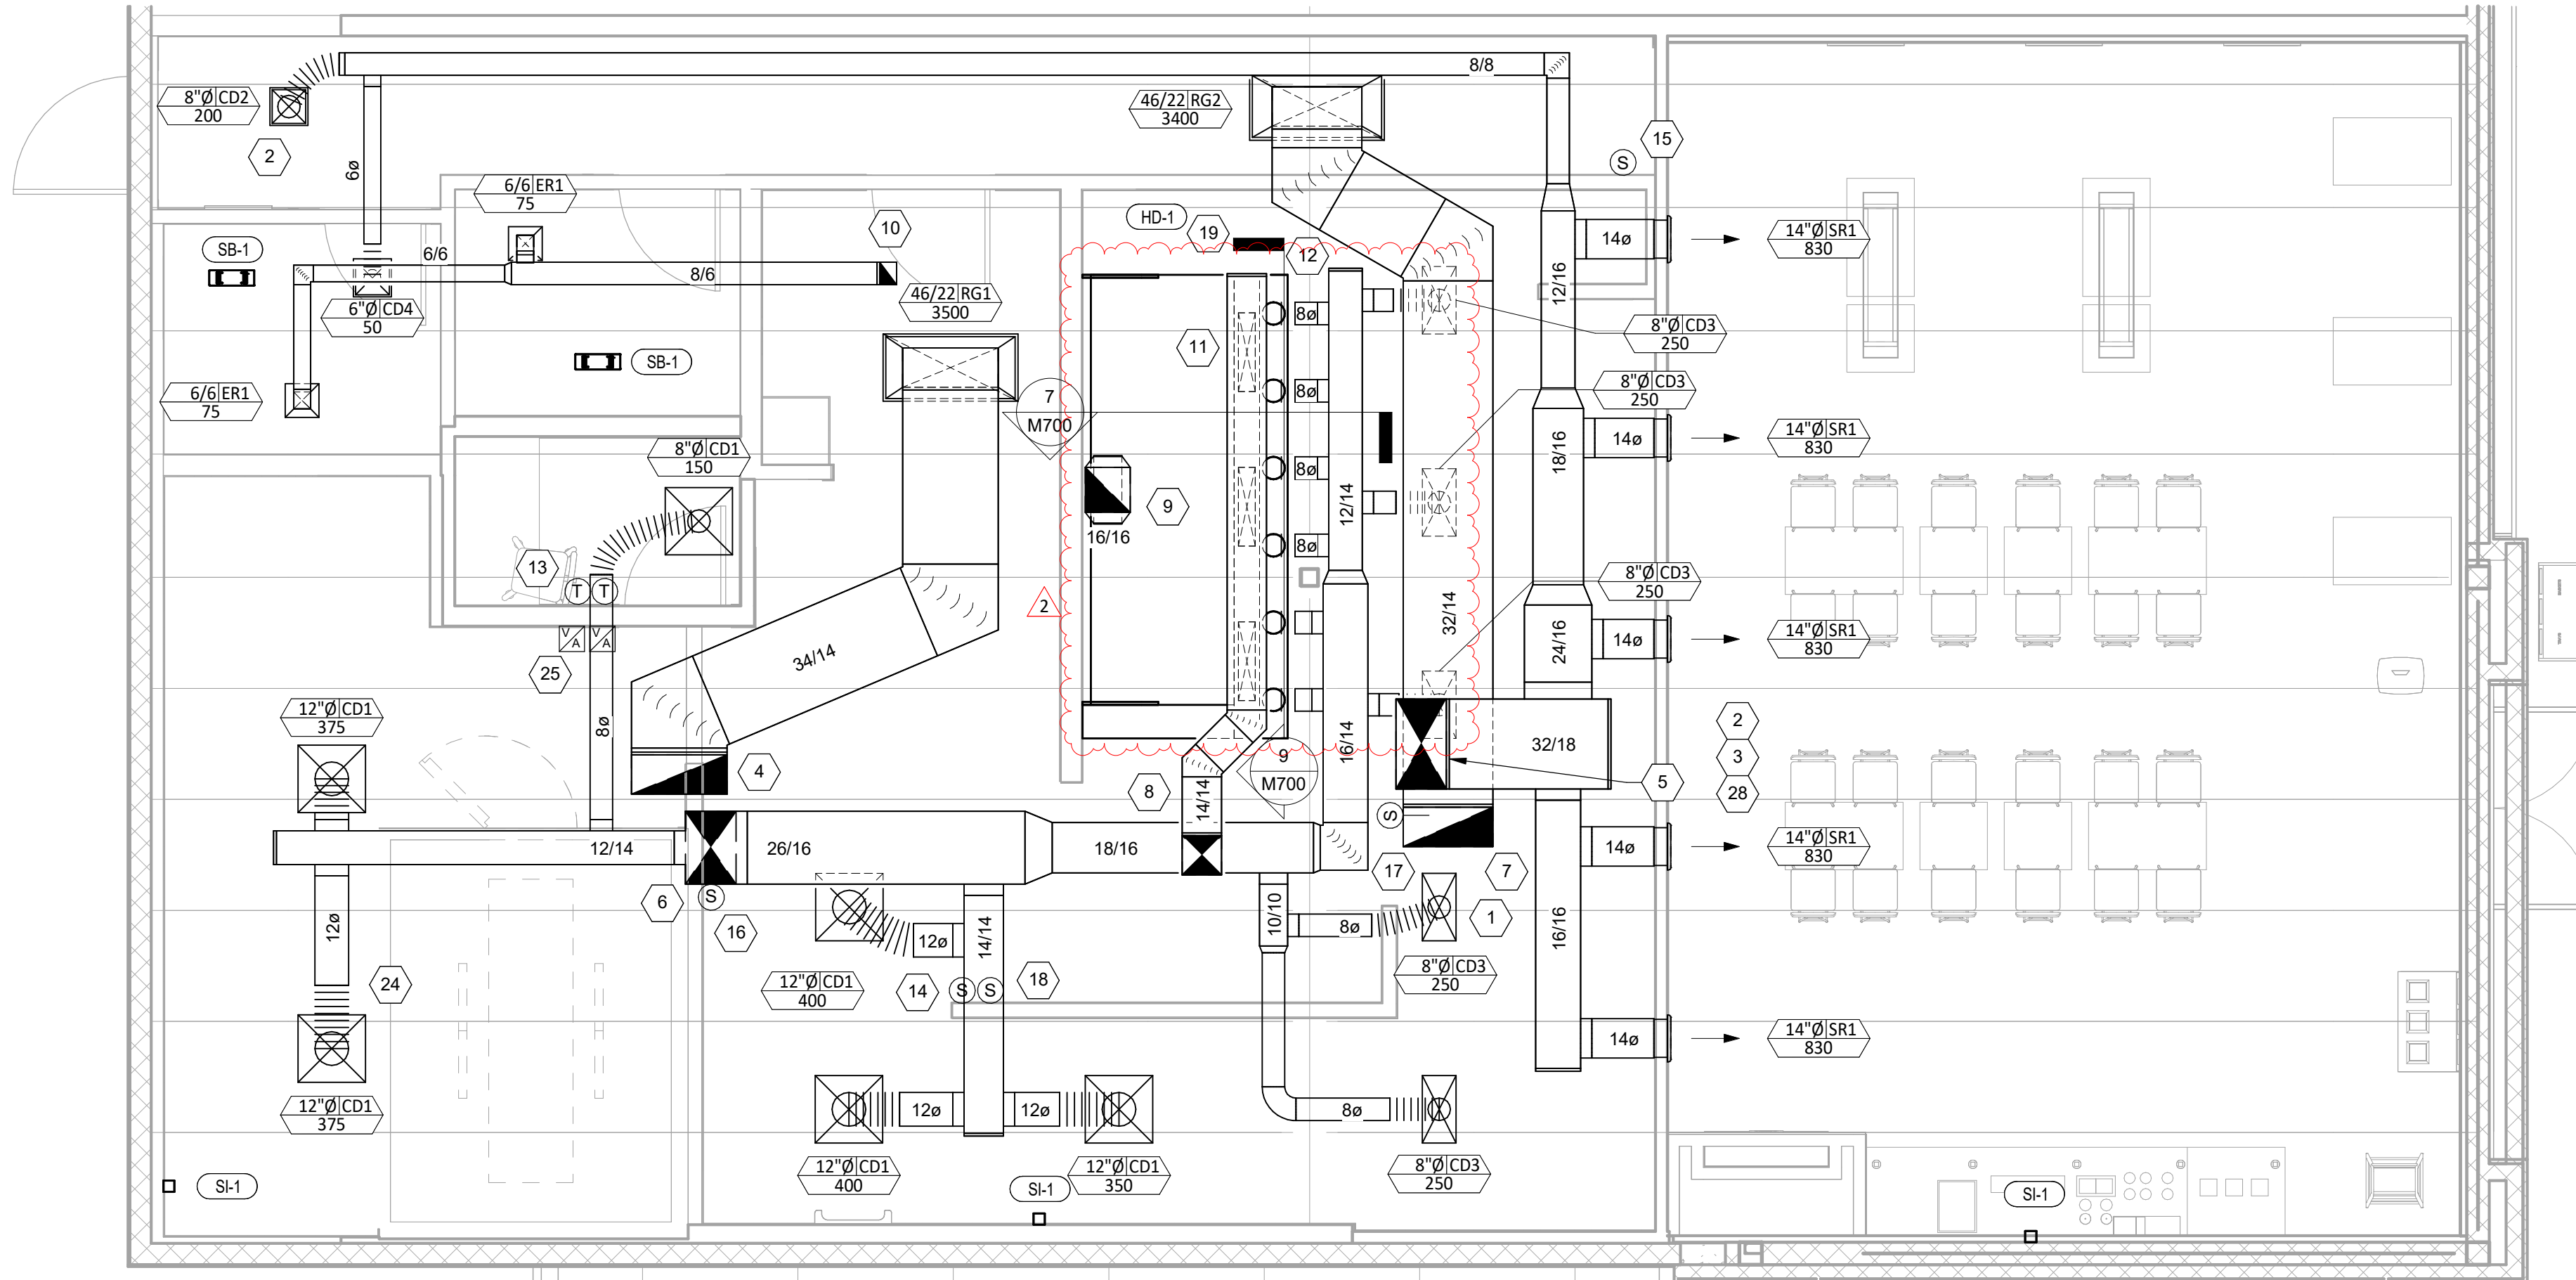 8/8
8"Ø CD2
200
46/22 RG2
3400
15
2
6ø
S
6/6 ER1
75
HD-1
10
19
14ø
14"Ø SR1
830
SB-1
6/6
12
8/6
12/16
46/22 RG1
3500
6"Ø CD4
50
8ø
8"Ø CD3
250
11
SB-1
8ø
8"Ø CD3
250
6/6 ER1
75
7
M700
14ø
14"Ø SR1
830
8"Ø CD1
150
18/16
8ø
12/14
9
16/16
8ø
13
T
T
8"Ø CD3
250
2
32/14
V
A
V
A
14ø
14"Ø SR1
830
24/16
34/14
25
12"Ø CD1
375
8ø
2
16/14
32/18
9
M700
3
4
5
8
14/14
28
S
12/14
26/16
18/16
14ø
14"Ø SR1
830
17
7
6
S
16
1
12ø
14/14
10/10
8ø
16/16
12ø
24
12"Ø CD1
400
14
S
S
18
8"Ø CD3
250
14ø
14"Ø SR1
830
12"Ø CD1
375
12ø
12ø
8ø
12"Ø CD1
400
12"Ø CD1
350
8"Ø CD3
250
SI-1
SI-1
SI-1